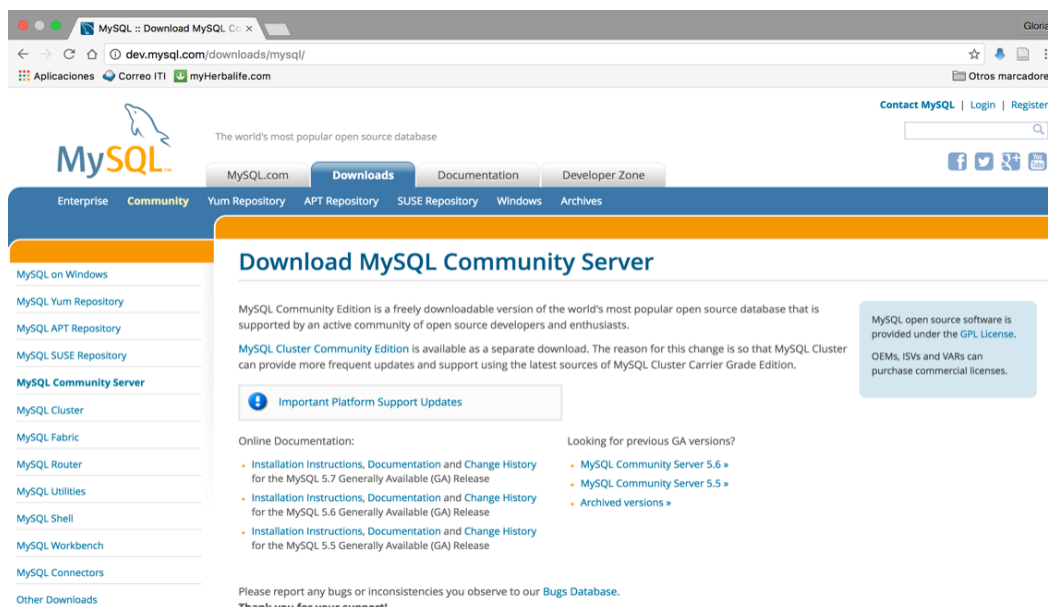 MySQL :: Download MySQL Co
Gloria
dev.mysql.com/downloads/mysql/
Aplicaciones Correo ITI myHerbalife.com Otros marcadore
Contact MySQL | Login | Register
The world's most popular open source database
MySQL™
MySQL.com Downloads Documentation Developer Zone
Enterprise Community Yum Repository APT Repository SUSE Repository Windows Archives
MySQL on Windows
MySQL Yum Repository
MySQL APT Repository
MySQL SUSE Repository
MySQL Community Server
MySQL Cluster
MySQL Fabric
MySQL Router
MySQL Utilities
MySQL Shell
MySQL Workbench
MySQL Connectors
Other Downloads
Download MySQL Community Server
MySQL Community Edition is a freely downloadable version of the world's most popular open source database that is
supported by an active community of open source developers and enthusiasts.
MySQL Cluster Community Edition is available as a separate download. The reason for this change is so that MySQL Cluster
can provide more frequent updates and support using the latest sources of MySQL Cluster Carrier Grade Edition.
Important Platform Support Updates
Online Documentation:
Installation Instructions, Documentation and Change History
for the MySQL 5.7 Generally Available (GA) Release
Installation Instructions, Documentation and Change History
for the MySQL 5.6 Generally Available (GA) Release
Installation Instructions, Documentation and Change History
for the MySQL 5.5 Generally Available (GA) Release
Looking for previous GA versions?
MySQL Community Server 5.6 »
MySQL Community Server 5.5 »
Archived versions »
Please report any bugs or inconsistencies you observe to our Bugs Database.
Thank you for your support!
MySQL open source software is
provided under the GPL License.
OEMs, ISVs and VARs can
purchase commercial licenses.